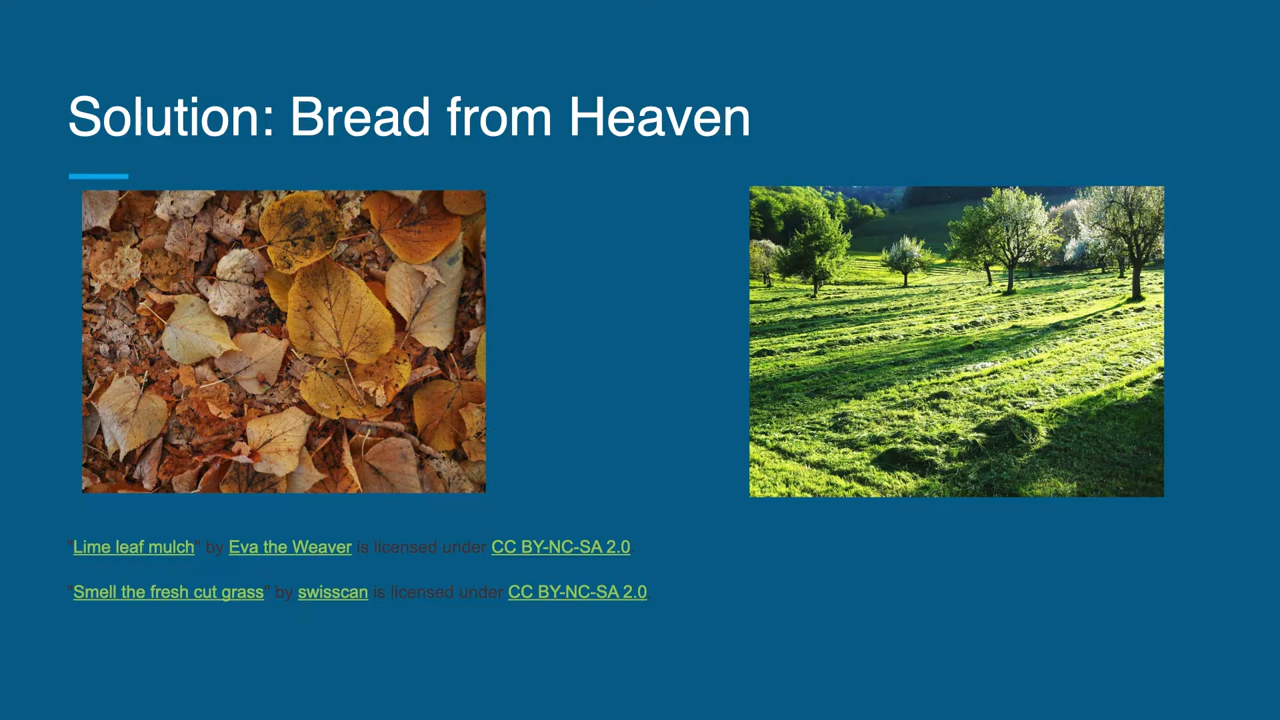 Solution: Bread from Heaven
"Lime leaf mulch" by Eva the Weaver is licensed under CC BY-NC-SA 2.0
"Smell the fresh cut grass" by swisscan is licensed under CC BY-NC-SA 2.0.